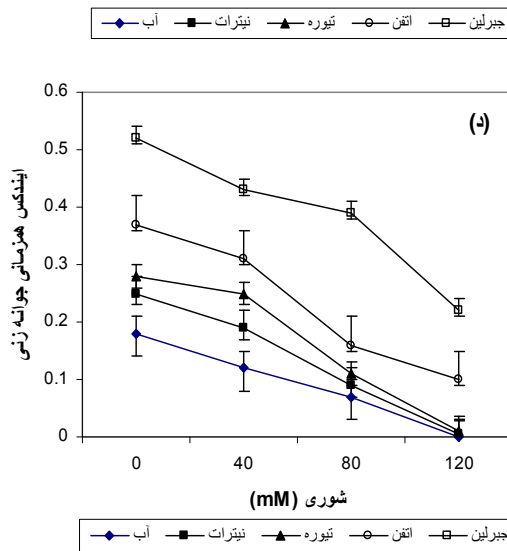 آب نیترات تیوره اتفن جبرلین
0.6
(د)
0.5
0.4
0.3
0.2
0.1
0
ایندکس همزمانی جوانه زنی
0 40 80 120
شوری (mM)
آب نیترات تیوره اتفن جبرلین